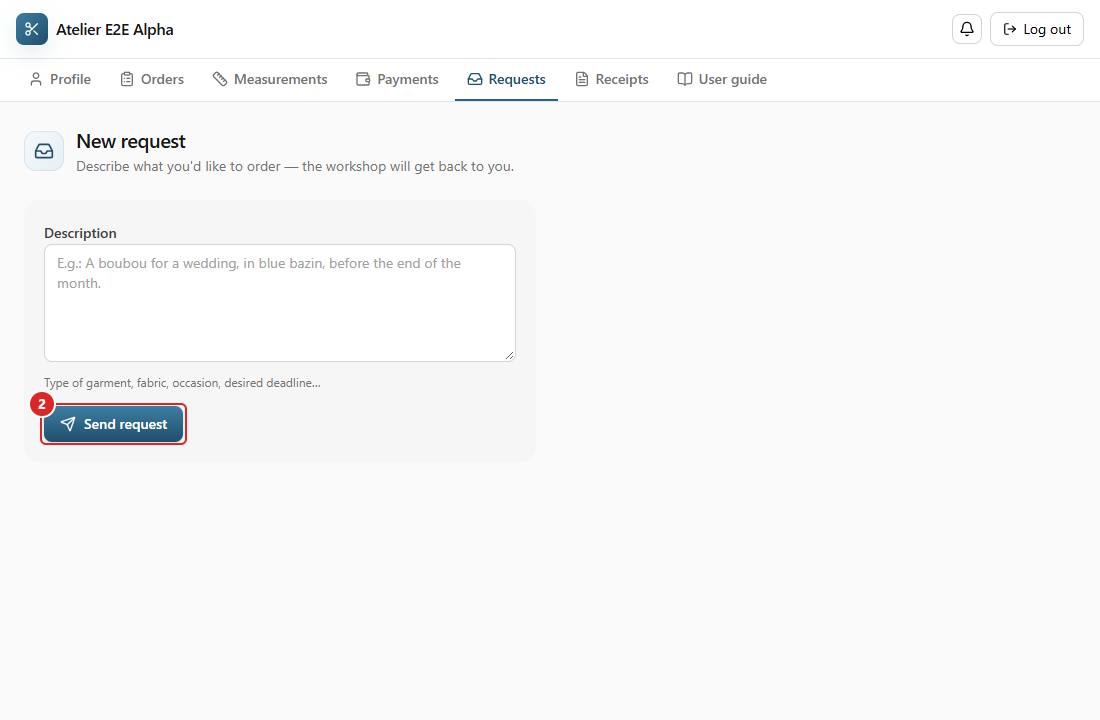 Atelier E2E Alpha
Log out
Profile
Orders
Measurements
Payments
Requests
Receipts
User guide
New request
Describe what you'd like to order — the workshop will get back to you.
Description
E.g.: A boubou for a wedding, in blue bazin, before the end of the
month.
Type of garment, fabric, occasion, desired deadline...
2
Send request